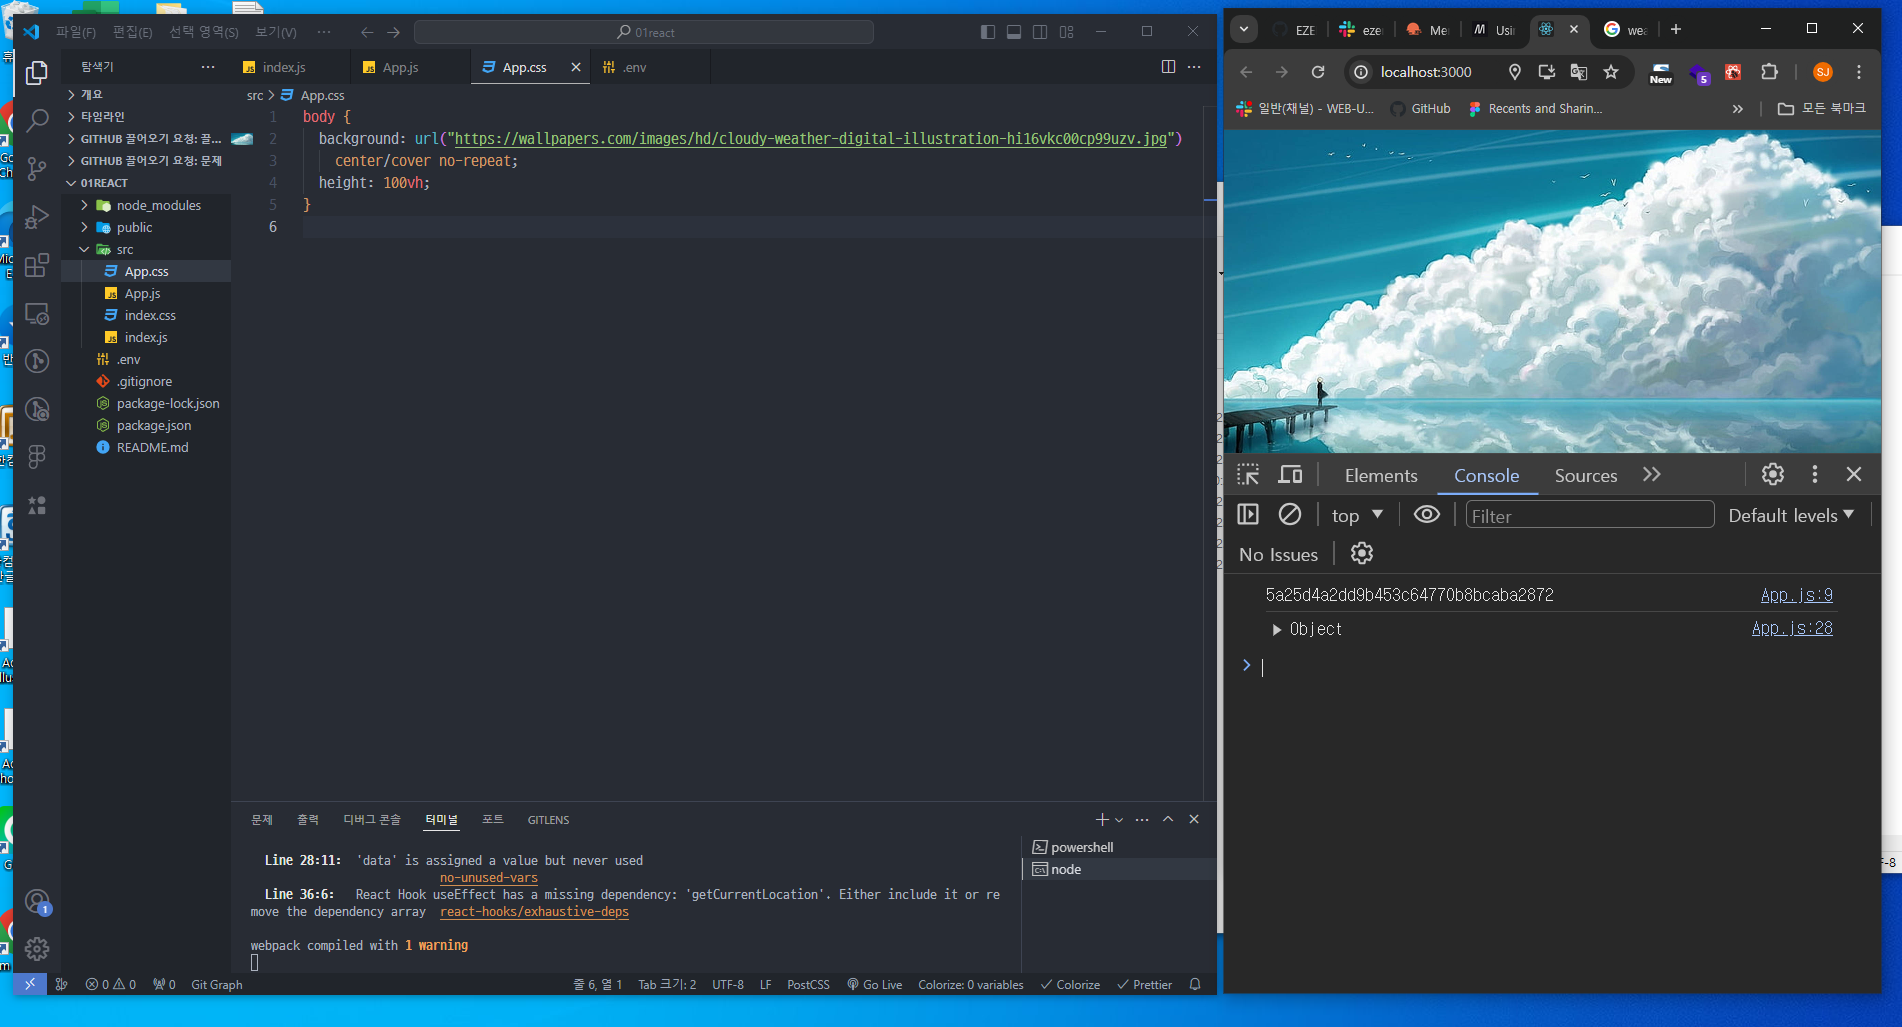 파일(F) 편집(E) 선택 영역(S) 보기(V) ··· 01react
탐색기 ···
index.js App.js App.css .env
src > App.css
개요
타임라인
GITHUB 끌어오기 요청: 끌...
GITHUB 끌어오기 요청: 문제
01REACT
node_modules
public
src
App.css
App.js
index.css
index.js
.env
.gitignore
package-lock.json
package.json
README.md
1 body {
2 background: url("https://wallpapers.com/images/hd/cloudy-weather-digital-illustration-hi16vkc00cp99uzv.jpg")
3 center/cover no-repeat;
4 height: 100vh;
5 }
6
문제 출력 디버그 콘솔 터미널 포트 GITLENS
Line 28:11: 'data' is assigned a value but never used
no-unused-vars
Line 36:6: React Hook useEffect has a missing dependency: 'getCurrentLocation'. Either include it or re
move the dependency array react-hooks/exhaustive-deps
webpack compiled with 1 warning
powershell
node
1
0 0 0 Git Graph 줄 6, 열 1 Tab 크기: 2 UTF-8 LF PostCSS Go Live Colorize: 0 variables Colorize Prettier
EZE eze Me Usi wea
localhost:3000 New 5 SJ
일반(채널) - WEB-U... GitHub Recents and Sharin... » 모든 북마크
Elements Console Sources
top Filter Default levels
No Issues
5a25d4a2dd9b453c64770b8bcaba2872 App.js:9
Object App.js:28